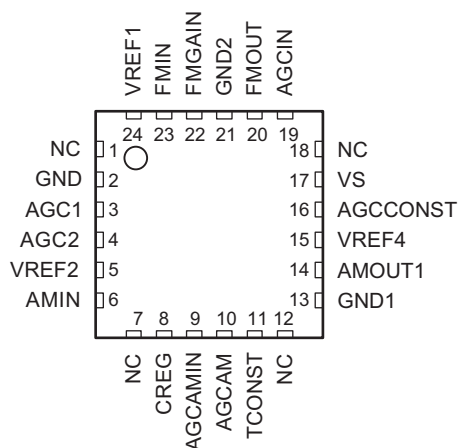 VREF1
FMIN
FMGAIN
GND2
FMOUT
AGCIN
24 23 22 21 20 19
NC 1 18 NC
GND 2 17 VS
AGC1 3 16 AGCCONST
AGC2 4 15 VREF4
VREF2 5 14 AMOUT1
AMIN 6 13 GND1
7 8 9 10 11 12
NC
CREG
AGCAMIN
AGCAM
TCONST
NC